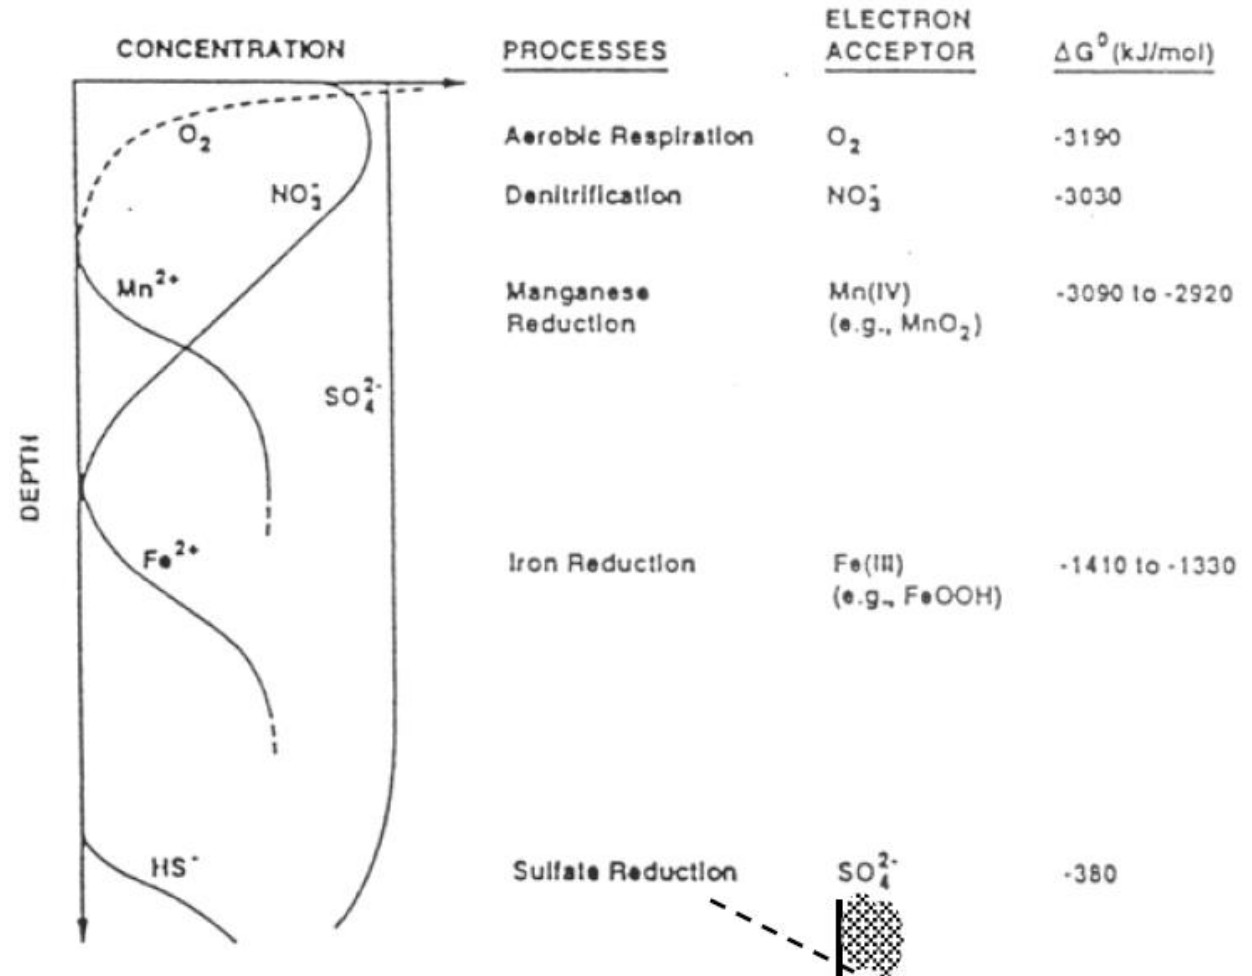 CONCENTRATION
PROCESSES
ELECTRON
ACCEPTOR
ΔG⁰ (kJ/mol)
O₂
Aerobic Respiration
O₂
-3190
NO₃⁻
Denitrification
NO₃⁻
-3030
Mn²⁺
Manganese
Reduction
Mn(IV)
(e.g., MnO₂)
-3090 to -2920
SO₄²⁻
DEPTH
Fe²⁺
Iron Reduction
Fe(III)
(e.g., FeOOH)
-1410 to -1330
HS⁻
Sulfate Reduction
SO₄²⁻
-380